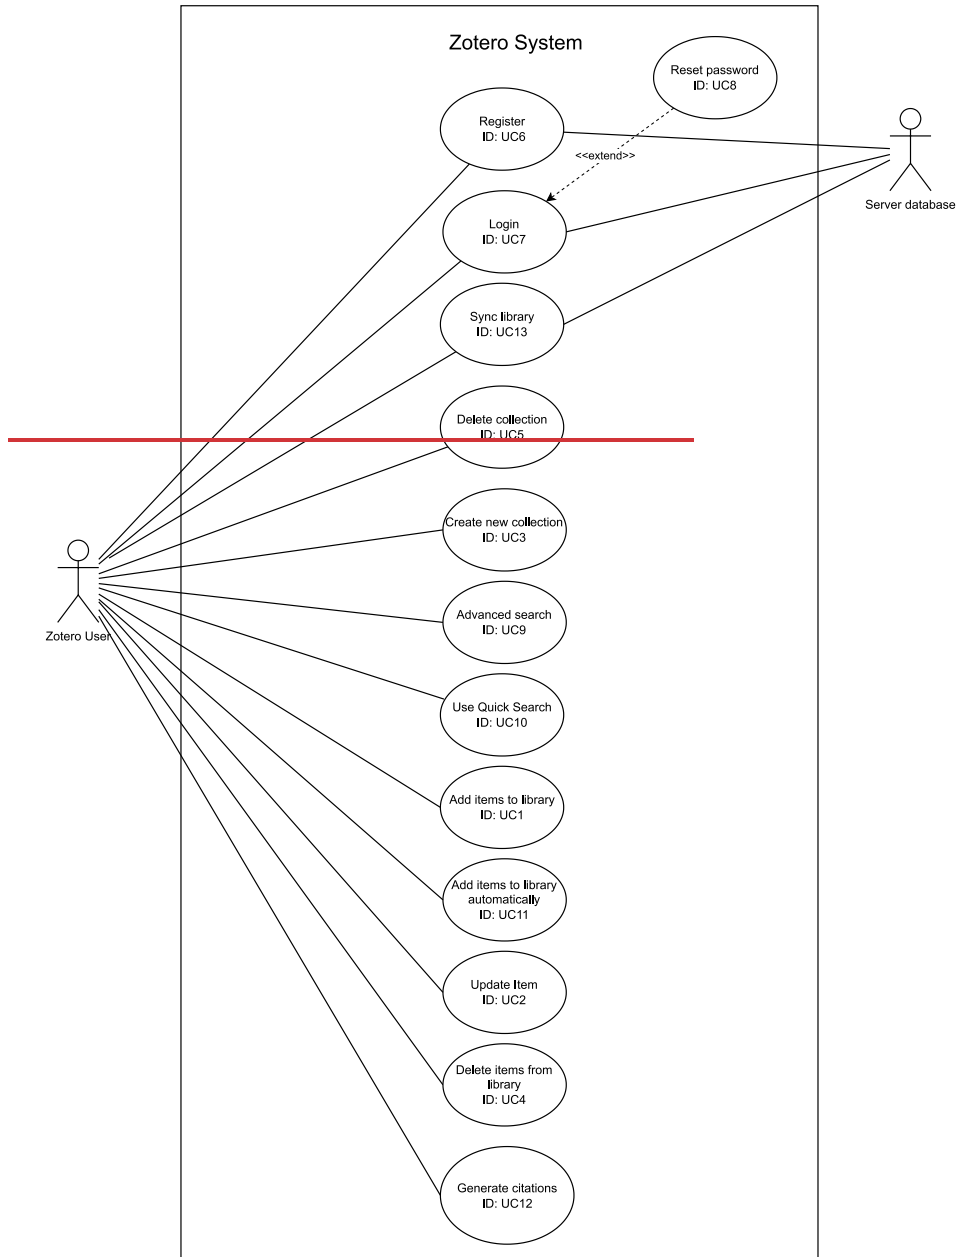 Zotero System
Reset password
ID: UC8
Register
ID: UC6
<<extend>>
Server database
Login
ID: UC7
Sync library
ID: UC13
Delete collection
ID: UC5
Create new collection
ID: UC3
Zotero User
Advanced search
ID: UC9
Use Quick Search
ID: UC10
Add items to library
ID: UC1
Add items to library
automatically
ID: UC11
Update Item
ID: UC2
Delete items from
library
ID: UC4
Generate citations
ID: UC12